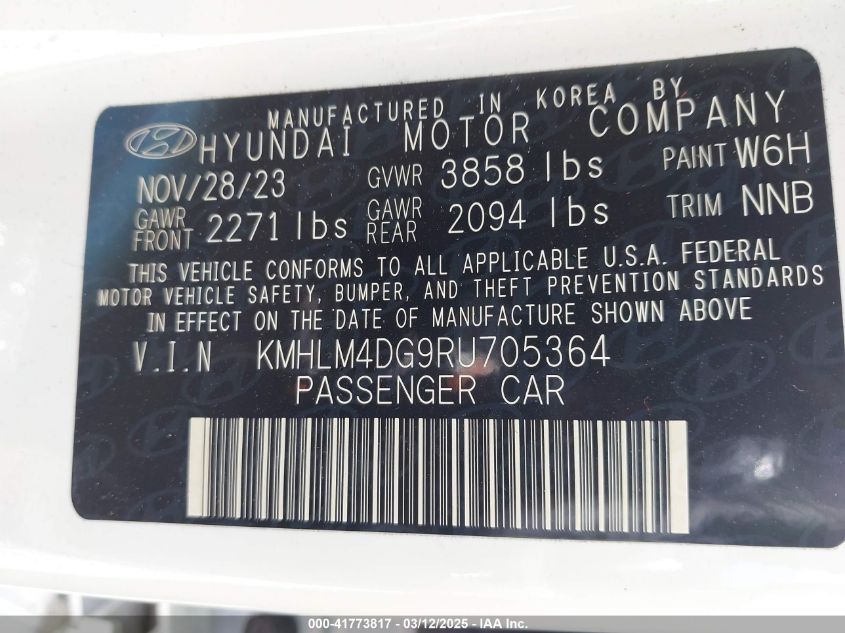 MANUFACTURED IN KOREA BY
HYUNDAI MOTOR COMPANY
NOV/28/23 GVWR 3858 lbs PAINT W6H
GAWR FRONT 2271 lbs GAWR REAR 2094 lbs TRIM NNB
THIS VEHICLE CONFORMS TO ALL APPLICABLE U.S.A. FEDERAL
MOTOR VEHICLE SAFETY, BUMPER, AND THEFT PREVENTION STANDARDS
IN EFFECT ON THE DATE OF MANUFACTURE SHOWN ABOVE
V.I.N KMHLM4DG9RU705364
PASSENGER CAR
000-41773817 - 03/12/2025 - IAA Inc.